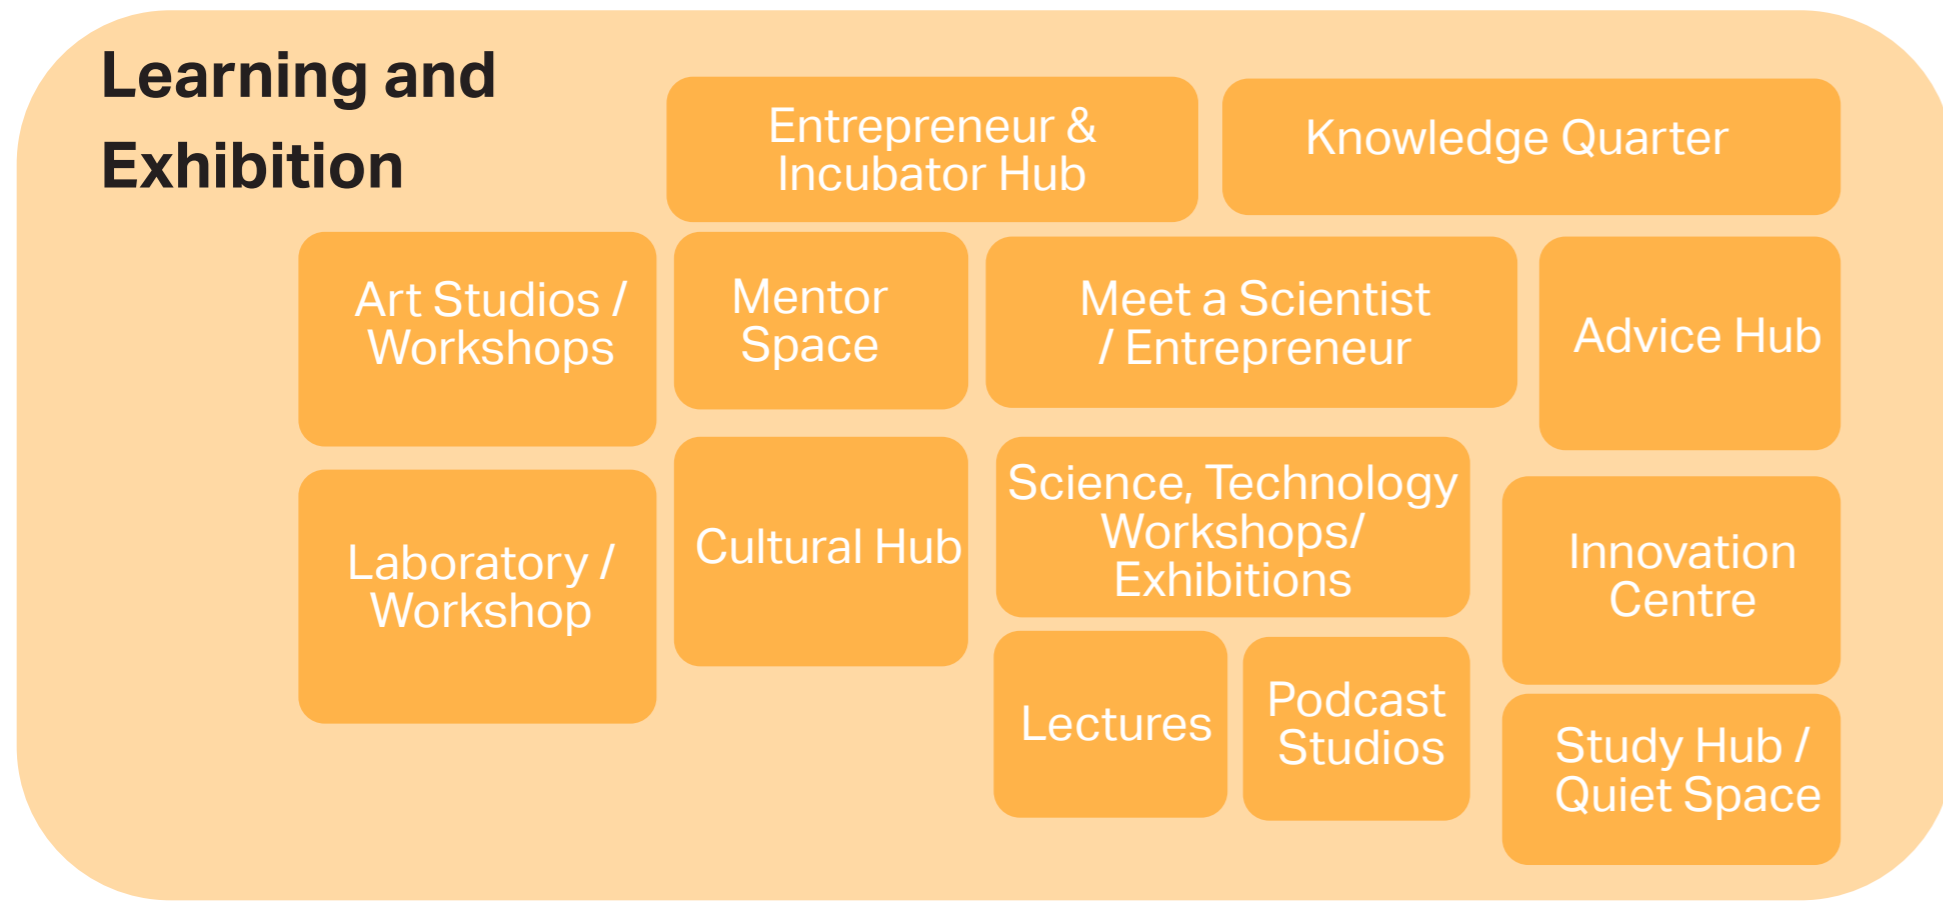 Learning and
Exhibition
Entrepreneur &
Incubator Hub
Knowledge Quarter
Art Studios /
Workshops
Mentor
Space
Meet a Scientist
/ Entrepreneur
Advice Hub
Laboratory /
Workshop
Cultural Hub
Science, Technology
Workshops/
Exhibitions
Innovation
Centre
Lectures
Podcast
Studios
Study Hub /
Quiet Space